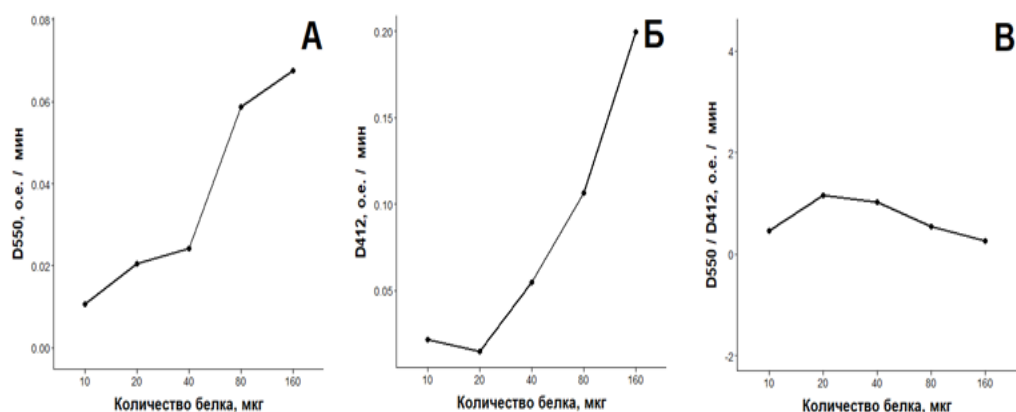 А
D550, о.е. / мин
0.08
0.06
0.04
0.02
0.00
10 20 40 80 160
Количество белка, мкг
Б
D412, о.е. / мин
0.20
0.15
0.10
0.05
10 20 40 80 160
Количество белка, мкг
В
D550 / D412, о.е. / мин
4
2
0
-2
10 20 40 80 160
Количество белка, мкг